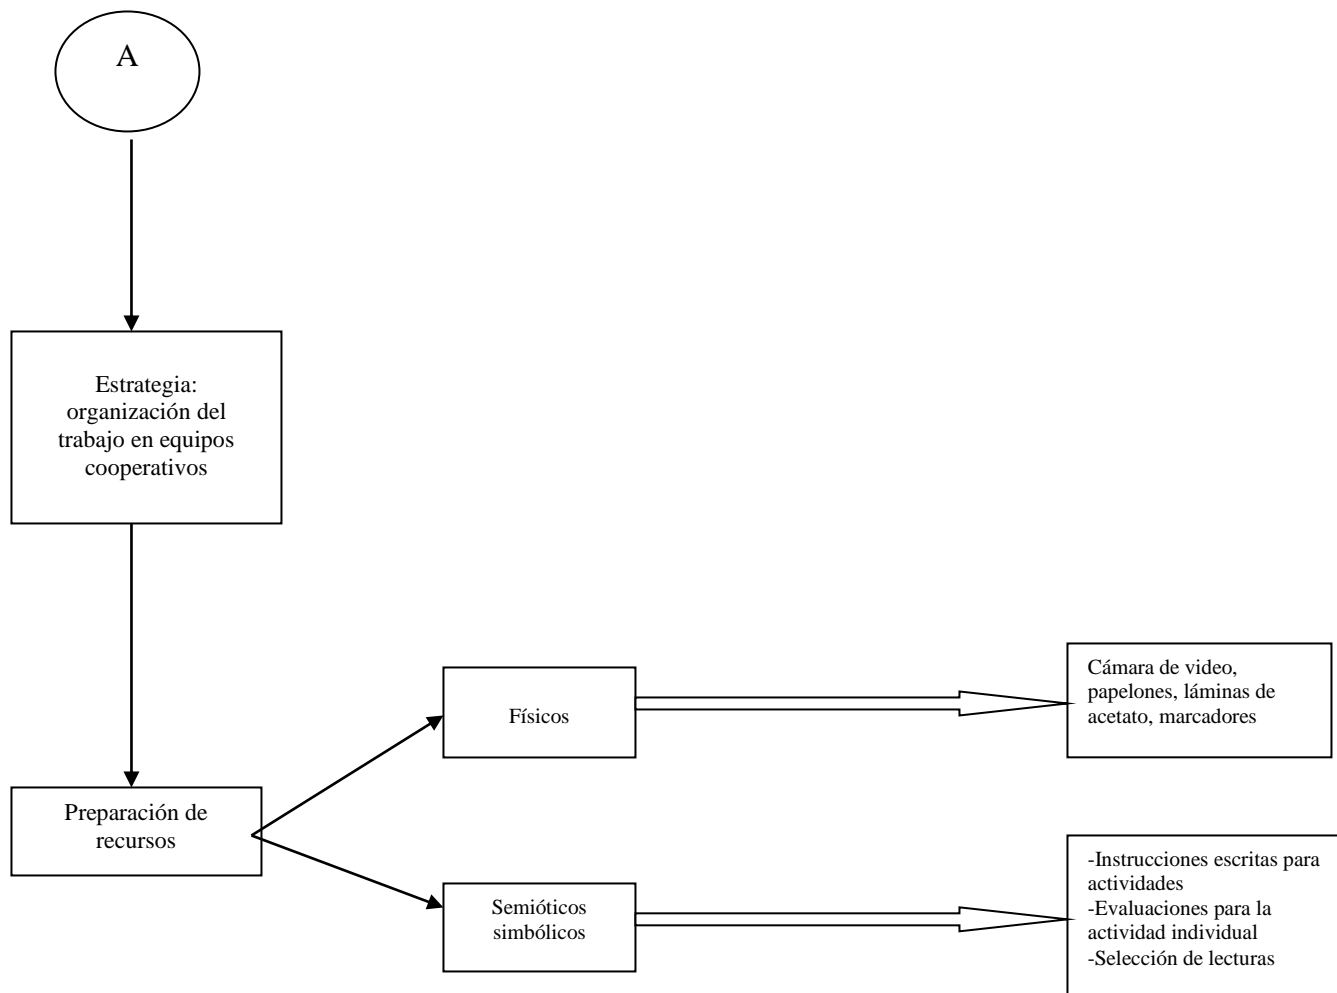 A
Estrategia:
organización del
trabajo en equipos
cooperativos
Cámara de video,
papelones, láminas de
acetato, marcadores
Físicos
Preparación de
recursos
-Instrucciones escritas para
actividades
-Evaluaciones para la
actividad individual
-Selección de lecturas
Semióticos
simbólicos